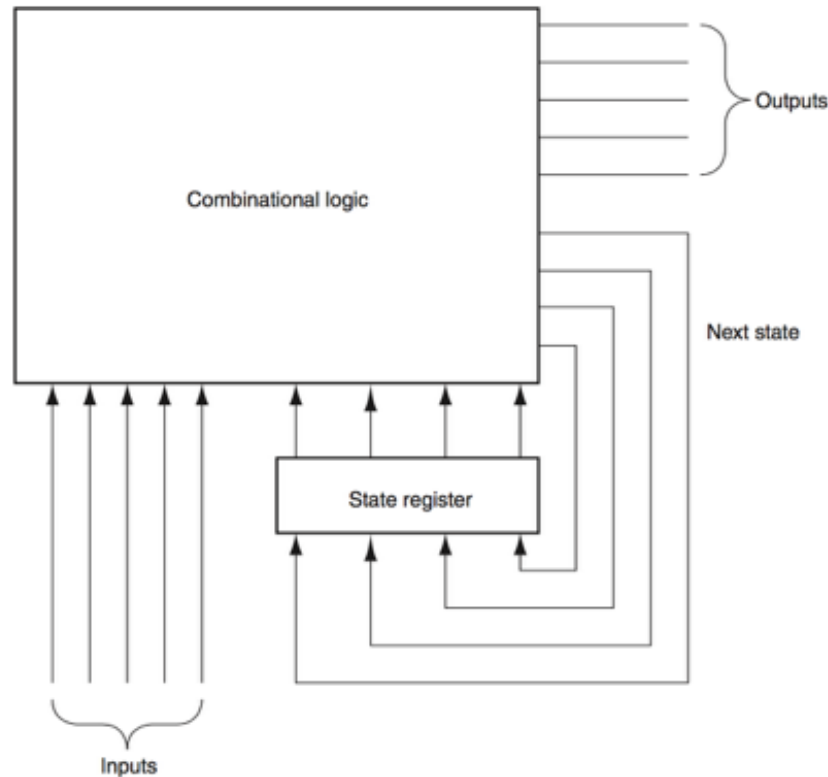 Outputs
Combinational logic
Next state
State register
Inputs